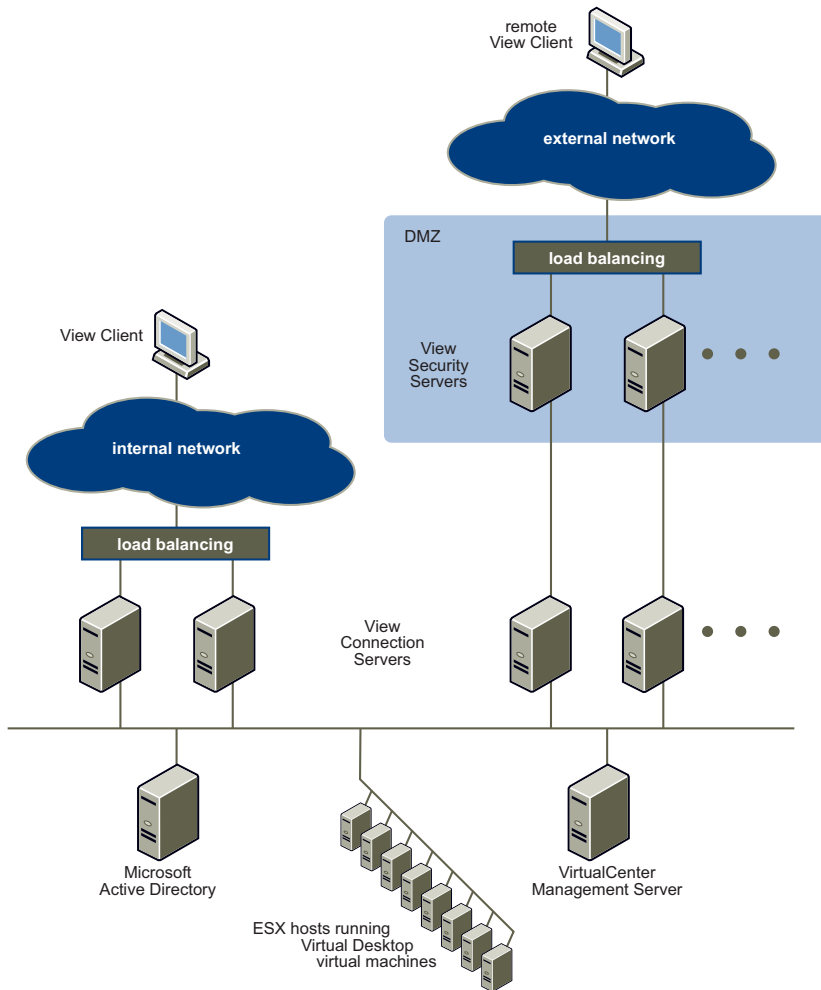 remote
View Client
external network
DMZ
load balancing
View Client
View
Security
Servers
internal network
load balancing
View
Connection
Servers
Microsoft
Active Directory
VirtualCenter
Management Server
ESX hosts running
Virtual Desktop
virtual machines